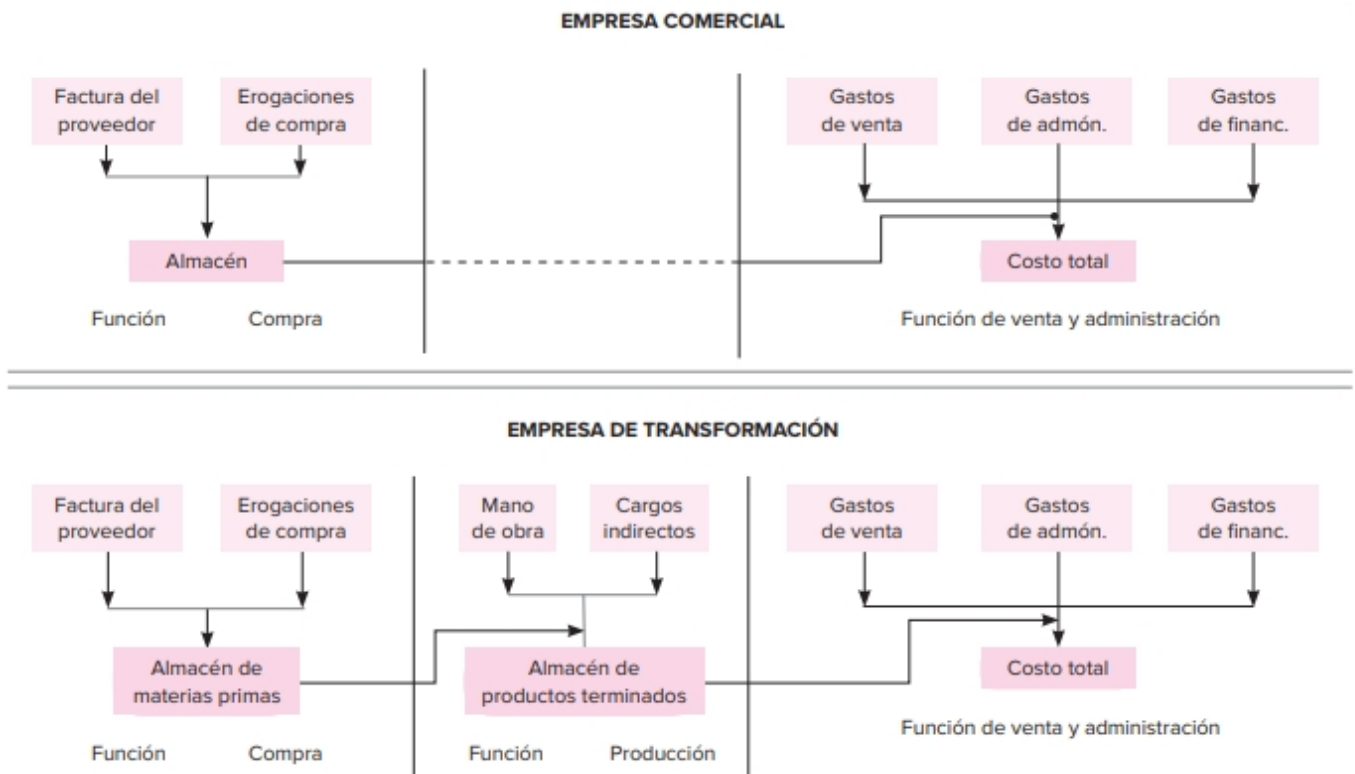 EMPRESA COMERCIAL
Factura del
proveedor
Erogaciones
de compra
Gastos
de venta
Gastos
de admón.
Gastos
de financ.
Almacén
Costo total
Función Compra
Función de venta y administración
EMPRESA DE TRANSFORMACIÓN
Factura del
proveedor
Erogaciones
de compra
Mano
de obra
Cargos
indirectos
Gastos
de venta
Gastos
de admón.
Gastos
de financ.
Almacén de
materias primas
Almacén de
productos terminados
Costo total
Función Compra
Función Producción
Función de venta y administración